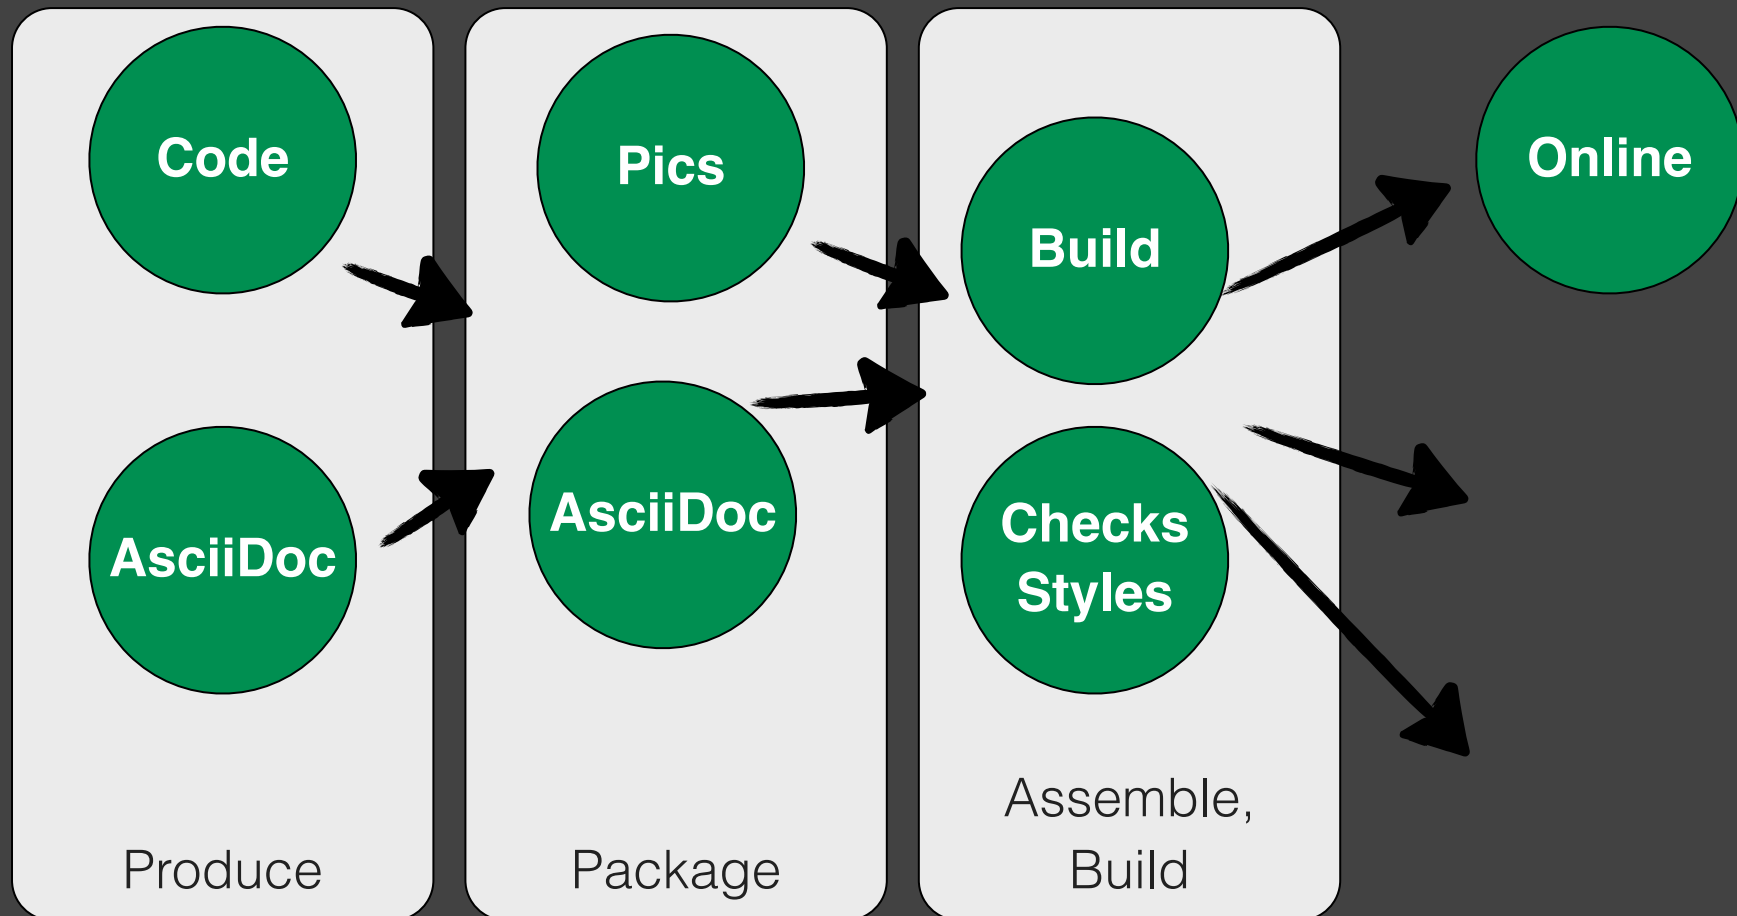 Code
AsciiDoc
Produce
Pics
AsciiDoc
Package
Build
Checks
Styles
Assemble,
Build
Online